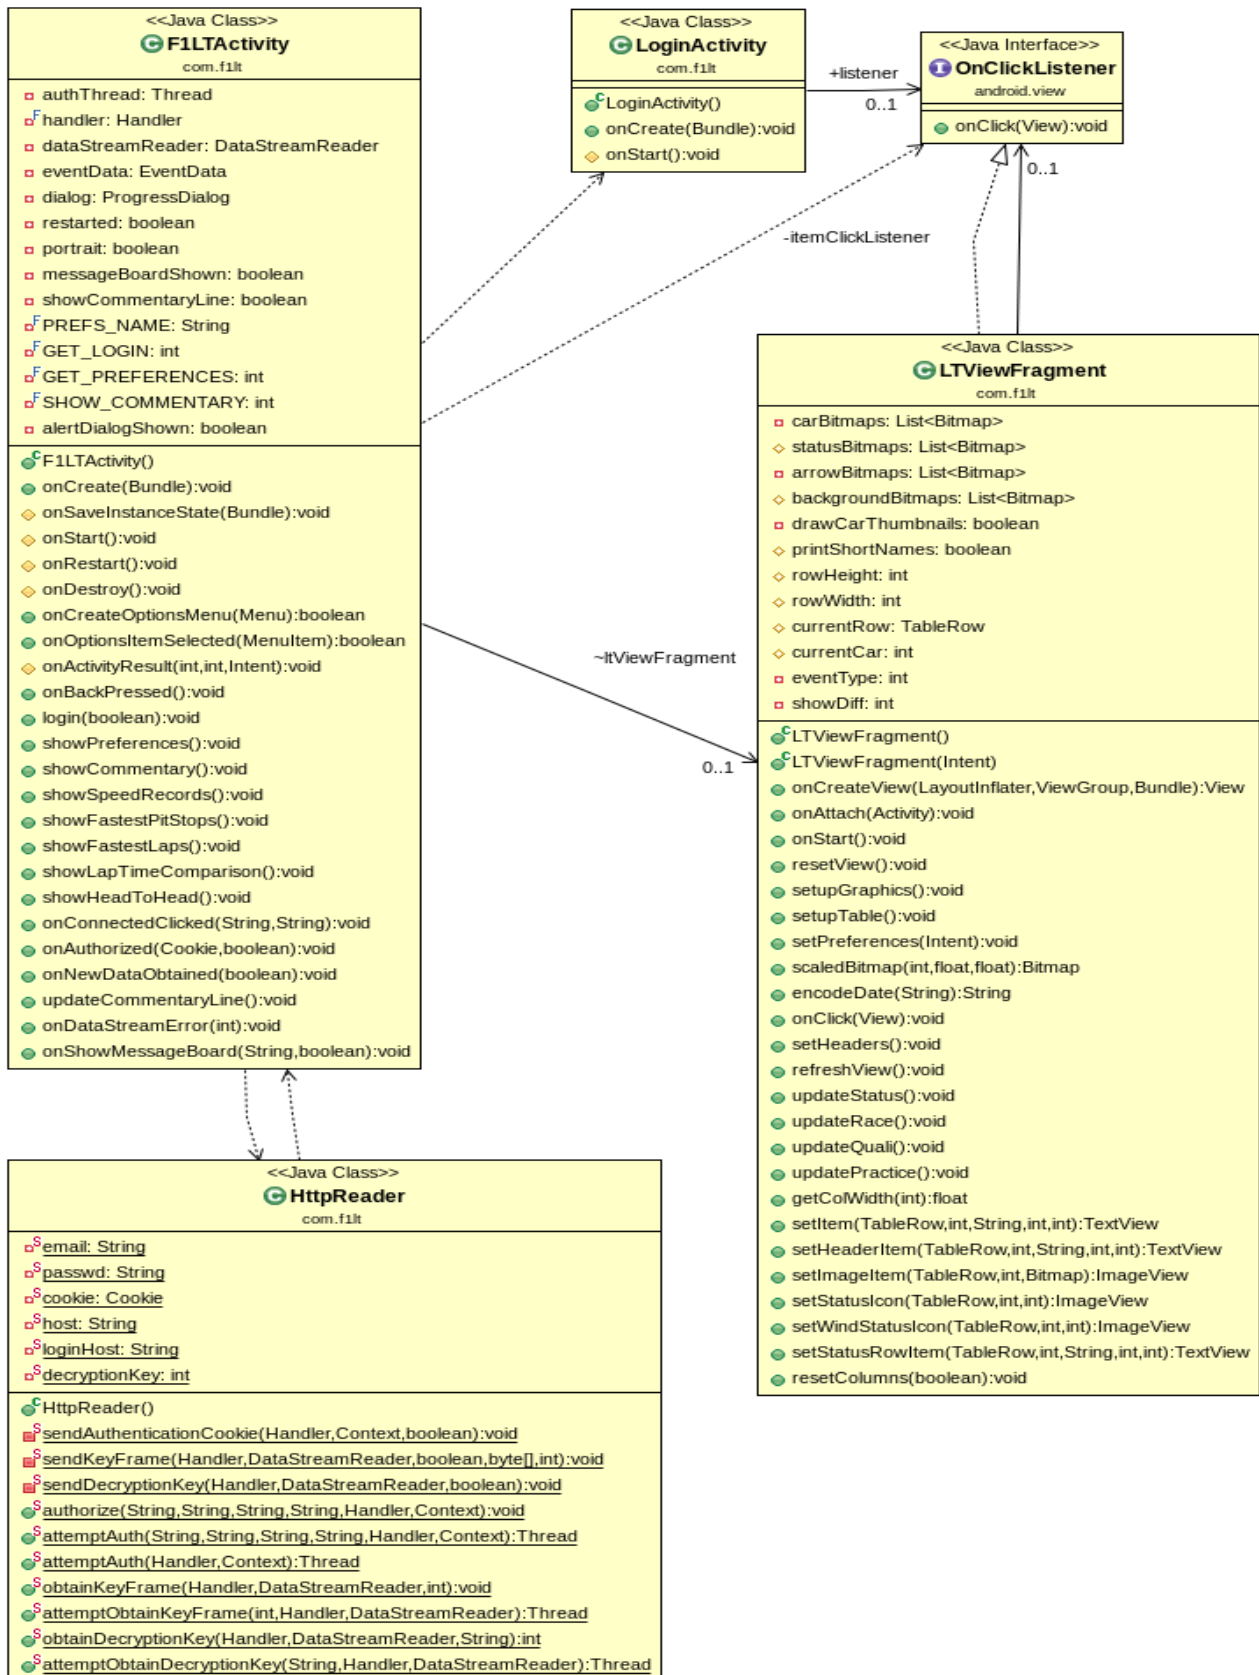 <<Java Class>>
F1LTActivity
com.f1lt
authThread: Thread
handler: Handler
dataStreamReader: DataStreamReader
eventData: EventData
dialog: ProgressDialog
restarted: boolean
portrait: boolean
messageBoardShown: boolean
showCommentaryLine: boolean
PREFS_NAME: String
GET_LOGIN: int
GET_PREFERENCES: int
SHOW_COMMENTARY: int
alertDialogShown: boolean
F1LTActivity()
onCreate(Bundle):void
onSaveInstanceState(Bundle):void
onStart():void
onRestart():void
onDestroy():void
onCreateOptionsMenu(Menu):boolean
onOptionsItemSelected(MenuItem):boolean
onActivityResult(int,int,Intent):void
onBackPressed():void
login(boolean):void
showPreferences():void
showCommentary():void
showSpeedRecords():void
showFastestPitStops():void
showFastestLaps():void
showLapTimeComparison():void
showHeadToHead():void
onConnectedClicked(String,String):void
onAuthorized(Cookie,boolean):void
onNewDataObtained(boolean):void
updateCommentaryLine():void
onDataStreamError(int):void
onShowMessageBoard(String,boolean):void
<<Java Class>>
LoginActivity
com.f1lt
LoginActivity()
onCreate(Bundle):void
onStart():void
+listener
0..1
<<Java Interface>>
OnClickListener
android.view
onClick(View):void
0..1
-itemClickListener
~ltViewFragment
0..1
<<Java Class>>
LTViewFragment
com.f1lt
carBitmaps: List<Bitmap>
statusBitmaps: List<Bitmap>
arrowBitmaps: List<Bitmap>
backgroundBitmaps: List<Bitmap>
drawCarThumbnails: boolean
printShortNames: boolean
rowHeight: int
rowWidth: int
currentRow: TableRow
currentCar: int
eventType: int
showDiff: int
LTViewFragment()
LTViewFragment(Intent)
onCreateView(LayoutInflater,ViewGroup,Bundle):View
onAttach(Activity):void
onStart():void
resetView():void
setupGraphics():void
setupTable():void
setPreferences(Intent):void
scaledBitmap(int,float,float):Bitmap
encodeDate(String):String
onClick(View):void
setHeaders():void
refreshView():void
updateStatus():void
updateRace():void
updateQuali():void
updatePractice():void
getColWidth(int):float
setItem(TableRow,int,String,int,int):TextView
setHeaderItem(TableRow,int,String,int,int):TextView
setImageItem(TableRow,int,Bitmap):ImageView
setStatusIcon(TableRow,int,int):ImageView
setWindStatusIcon(TableRow,int,int):ImageView
setStatusRowItem(TableRow,int,String,int,int):TextView
resetColumns(boolean):void
<<Java Class>>
HttpReader
com.f1lt
email: String
passwd: String
cookie: Cookie
host: String
loginHost: String
decryptionKey: int
HttpReader()
sendAuthenticationCookie(Handler,Context,boolean):void
sendKeyFrame(Handler,DataStreamReader,boolean,byte[],int):void
sendDecryptionKey(Handler,DataStreamReader,boolean):void
authorize(String,String,String,String,Handler,Context):void
attemptAuth(String,String,String,String,Handler,Context):Thread
attemptAuth(Handler,Context):Thread
obtainKeyFrame(Handler,DataStreamReader,int):void
attemptObtainKeyFrame(int,Handler,DataStreamReader):Thread
obtainDecryptionKey(Handler,DataStreamReader,String):int
attemptObtainDecryptionKey(String,Handler,DataStreamReader):Thread